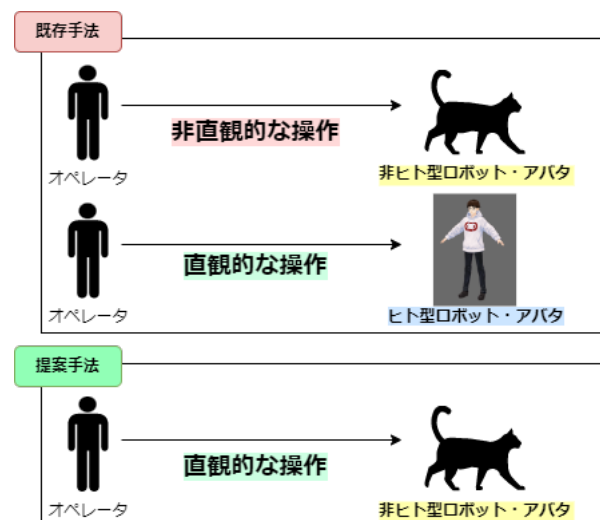 既存手法
非直観的な操作
オペレータ
非ヒト型ロボット・アバタ
直観的な操作
オペレータ
ヒト型ロボット・アバタ
提案手法
直観的な操作
オペレータ
非ヒト型ロボット・アバタ